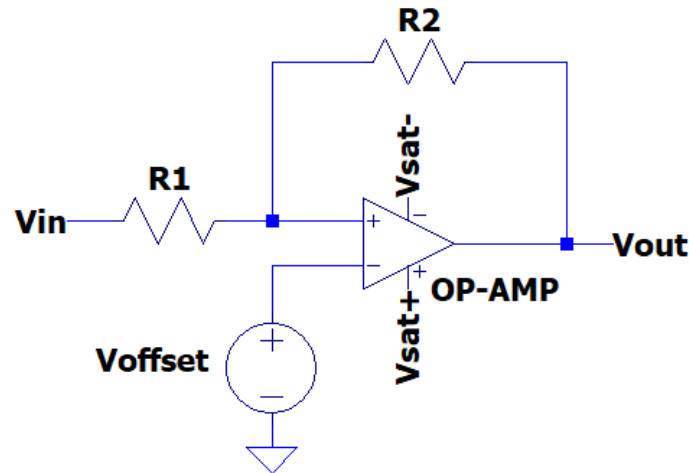 R2
Vsat-
R1
Vin
+
-
+
-
Vout
+
OP-AMP
Vsat+
Voffset
+
-